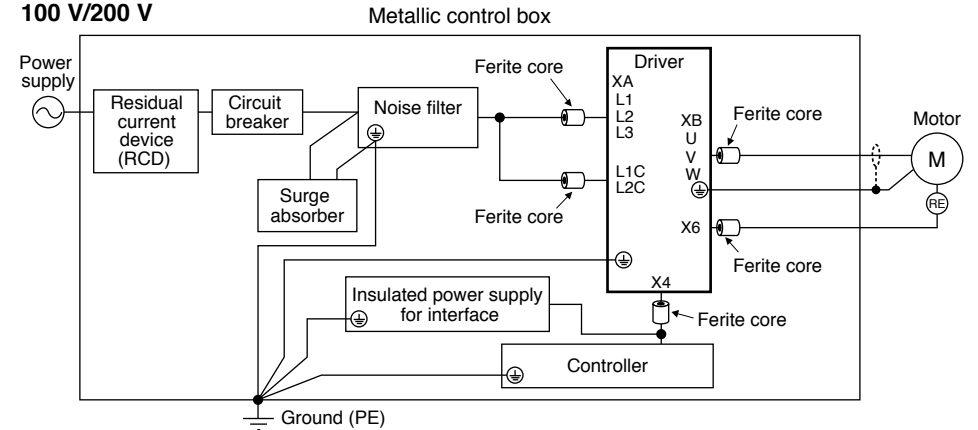 100 V/200 V
Metallic control box
Power
supply
Residual
current
device
(RCD)
Circuit
breaker
Noise filter
Surge
absorber
Ferite core
Ferite core
Driver
XA
L1
L2
L3
L1C
L2C
XB
U
V
W
X6
X4
Ferite core
Motor
M
RE
Ferite core
Ferite core
Insulated power supply
for interface
Controller
Ground (PE)